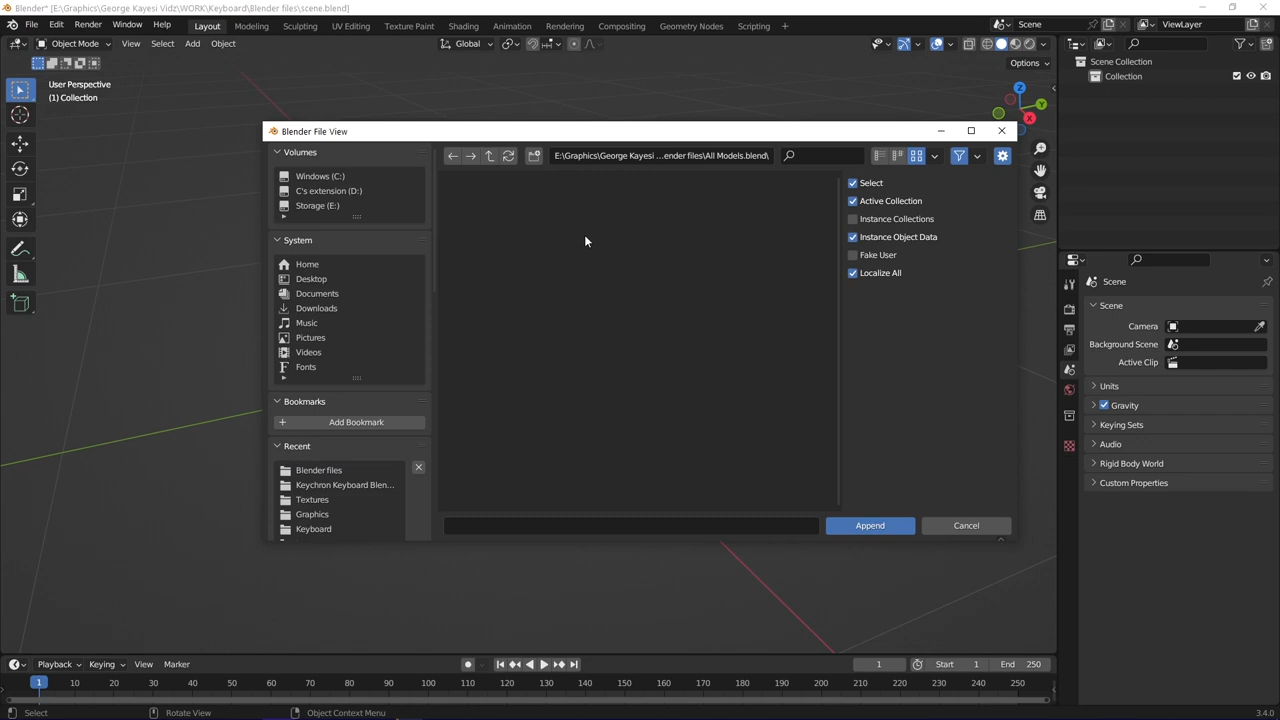 Blender* [E:\Graphics\George Kayesi Vidz\WORK\Keyboard\Blender files\scene.blend]
File Edit Render Window Help Layout Modeling Sculpting UV Editing Texture Paint Shading Animation Rendering Compositing Geometry Nodes Scripting + Scene ViewLayer
Object Mode View Select Add Object Global
Options
User Perspective
(1) Collection
Scene Collection
Collection
Z
Y
X
Blender File View
Volumes
Windows (C:)
C's extension (D:)
Storage (E:)
System
Home
Desktop
Documents
Downloads
Music
Pictures
Videos
Fonts
Bookmarks
Add Bookmark
Recent
Blender files
Keychron Keyboard Blen...
Textures
Graphics
Keyboard
E:\Graphics\George Kayesi ...ender files\All Models.blend\
Select
Active Collection
Instance Collections
Instance Object Data
Fake User
Localize All
Append Cancel
Scene
Scene
Camera
Background Scene
Active Clip
Units
Gravity
Keying Sets
Audio
Rigid Body World
Custom Properties
Playback Keying View Marker 1 Start 1 End 250
1 10 20 30 40 50 60 70 80 90 100 110 120 130 140 150 160 170 180 190 200 210 220 230 240 250
Select Rotate View Object Context Menu 3.4.0